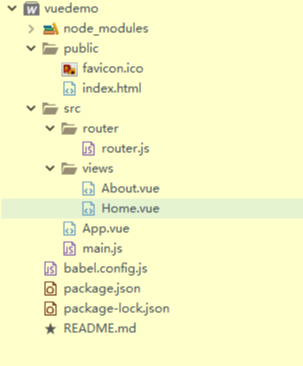 vuedemo
node_modules
public
favicon.ico
index.html
src
router
router.js
views
About.vue
Home.vue
App.vue
main.js
babel.config.js
package.json
package-lock.json
README.md